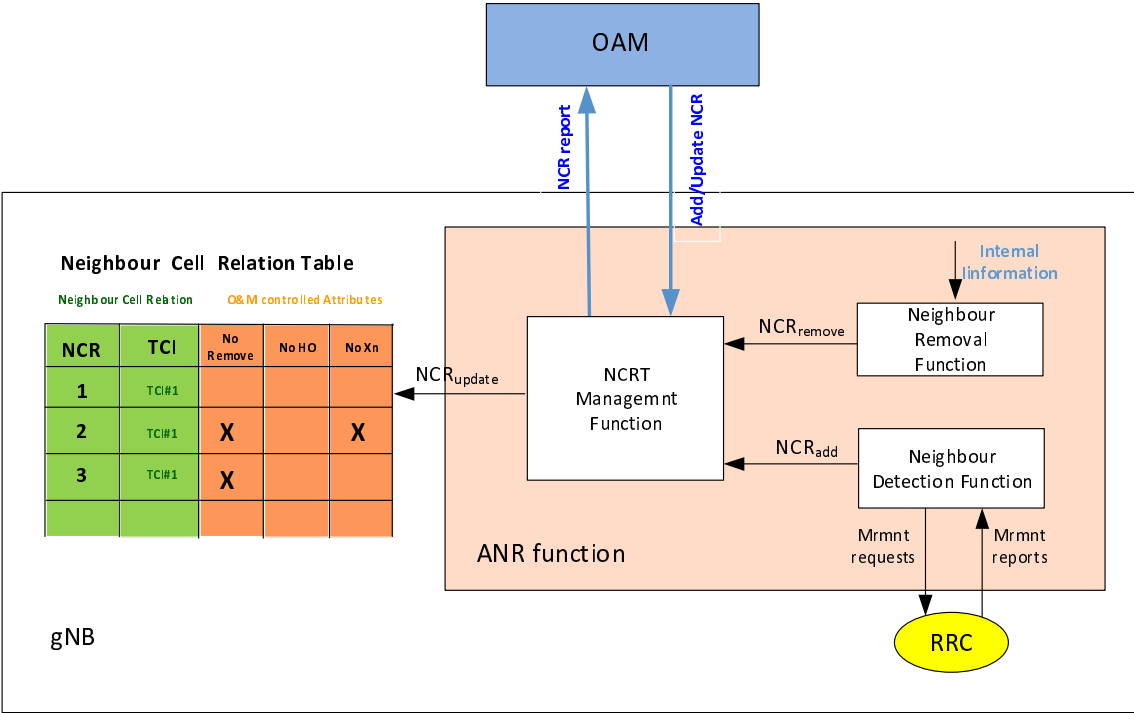 OAM
NCR report
Add/Update NCR
Neighbour Cell Relation Table
Neighbour Cell Relation
O&M controlled Attributes
NCR
TCI
No
Remove
No HO
No Xn
1
TCI#1
2
TCI#1
X
X
3
TCI#1
X
NCRupdate
NCRT
Managemnt
Function
NCRremove
NCRadd
Internal
Iinformation
Neighbour
Removal
Function
Neighbour
Detection Function
Mrmnt
requests
Mrmnt
reports
ANR function
RRC
gNB